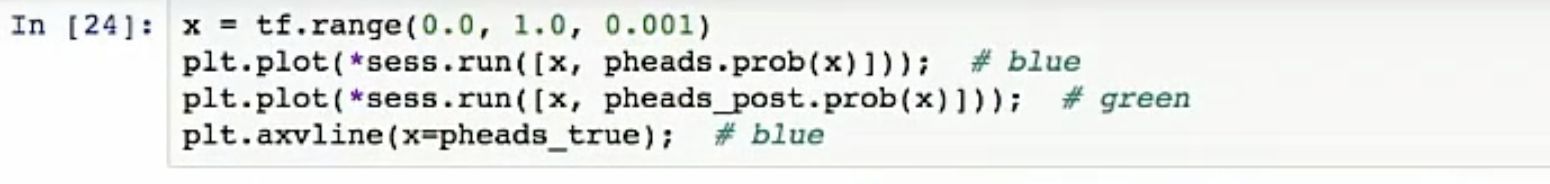 In [24]: x = tf.range(0.0, 1.0, 0.001)
plt.plot(*sess.run([x, pheads.prob(x)]));  # blue
plt.plot(*sess.run([x, pheads_post.prob(x)]));  # green
plt.axvline(x=pheads_true);  # blue